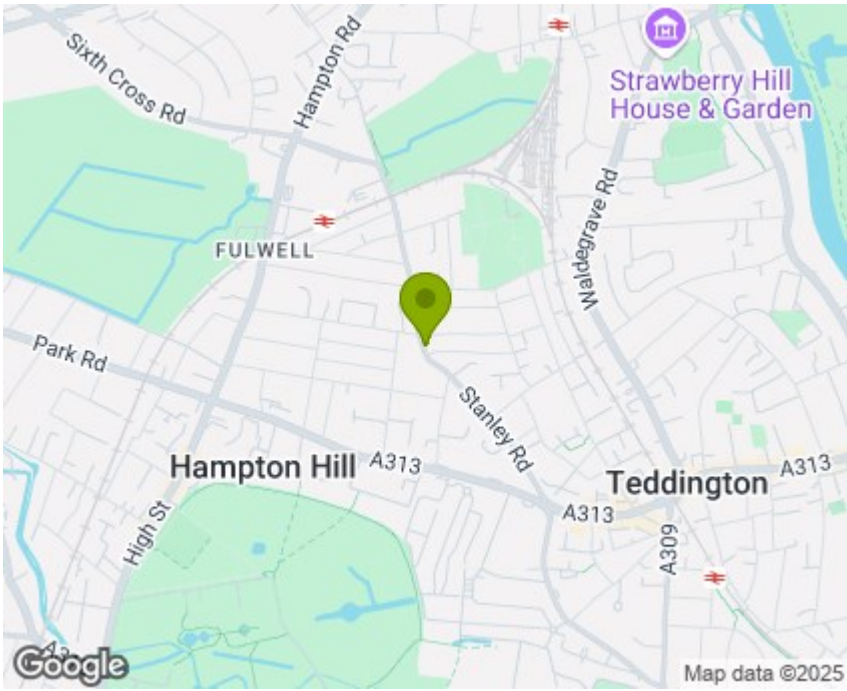 Sixth Cross Rd
Hampton Rd
Strawberry Hill
House & Garden
Waldegrave Rd
FULWELL
Park Rd
Stanley Rd
Hampton Hill
A313
Teddington
A313
A313
High St
A309
Google
Map data ©2025